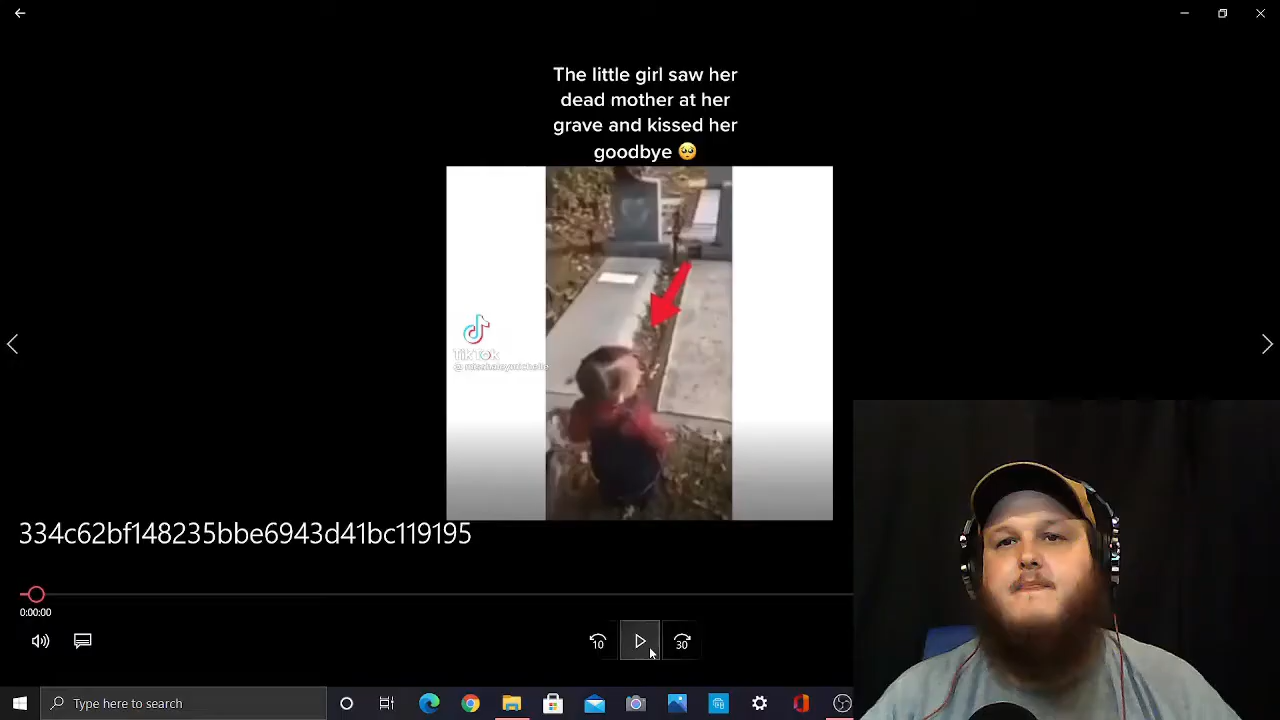 The little girl saw her
dead mother at her
grave and kissed her
goodbye 🥺
TikTok
334c62bf148235bbe6943d41bc119195
0:00:00
10
30
Type here to search